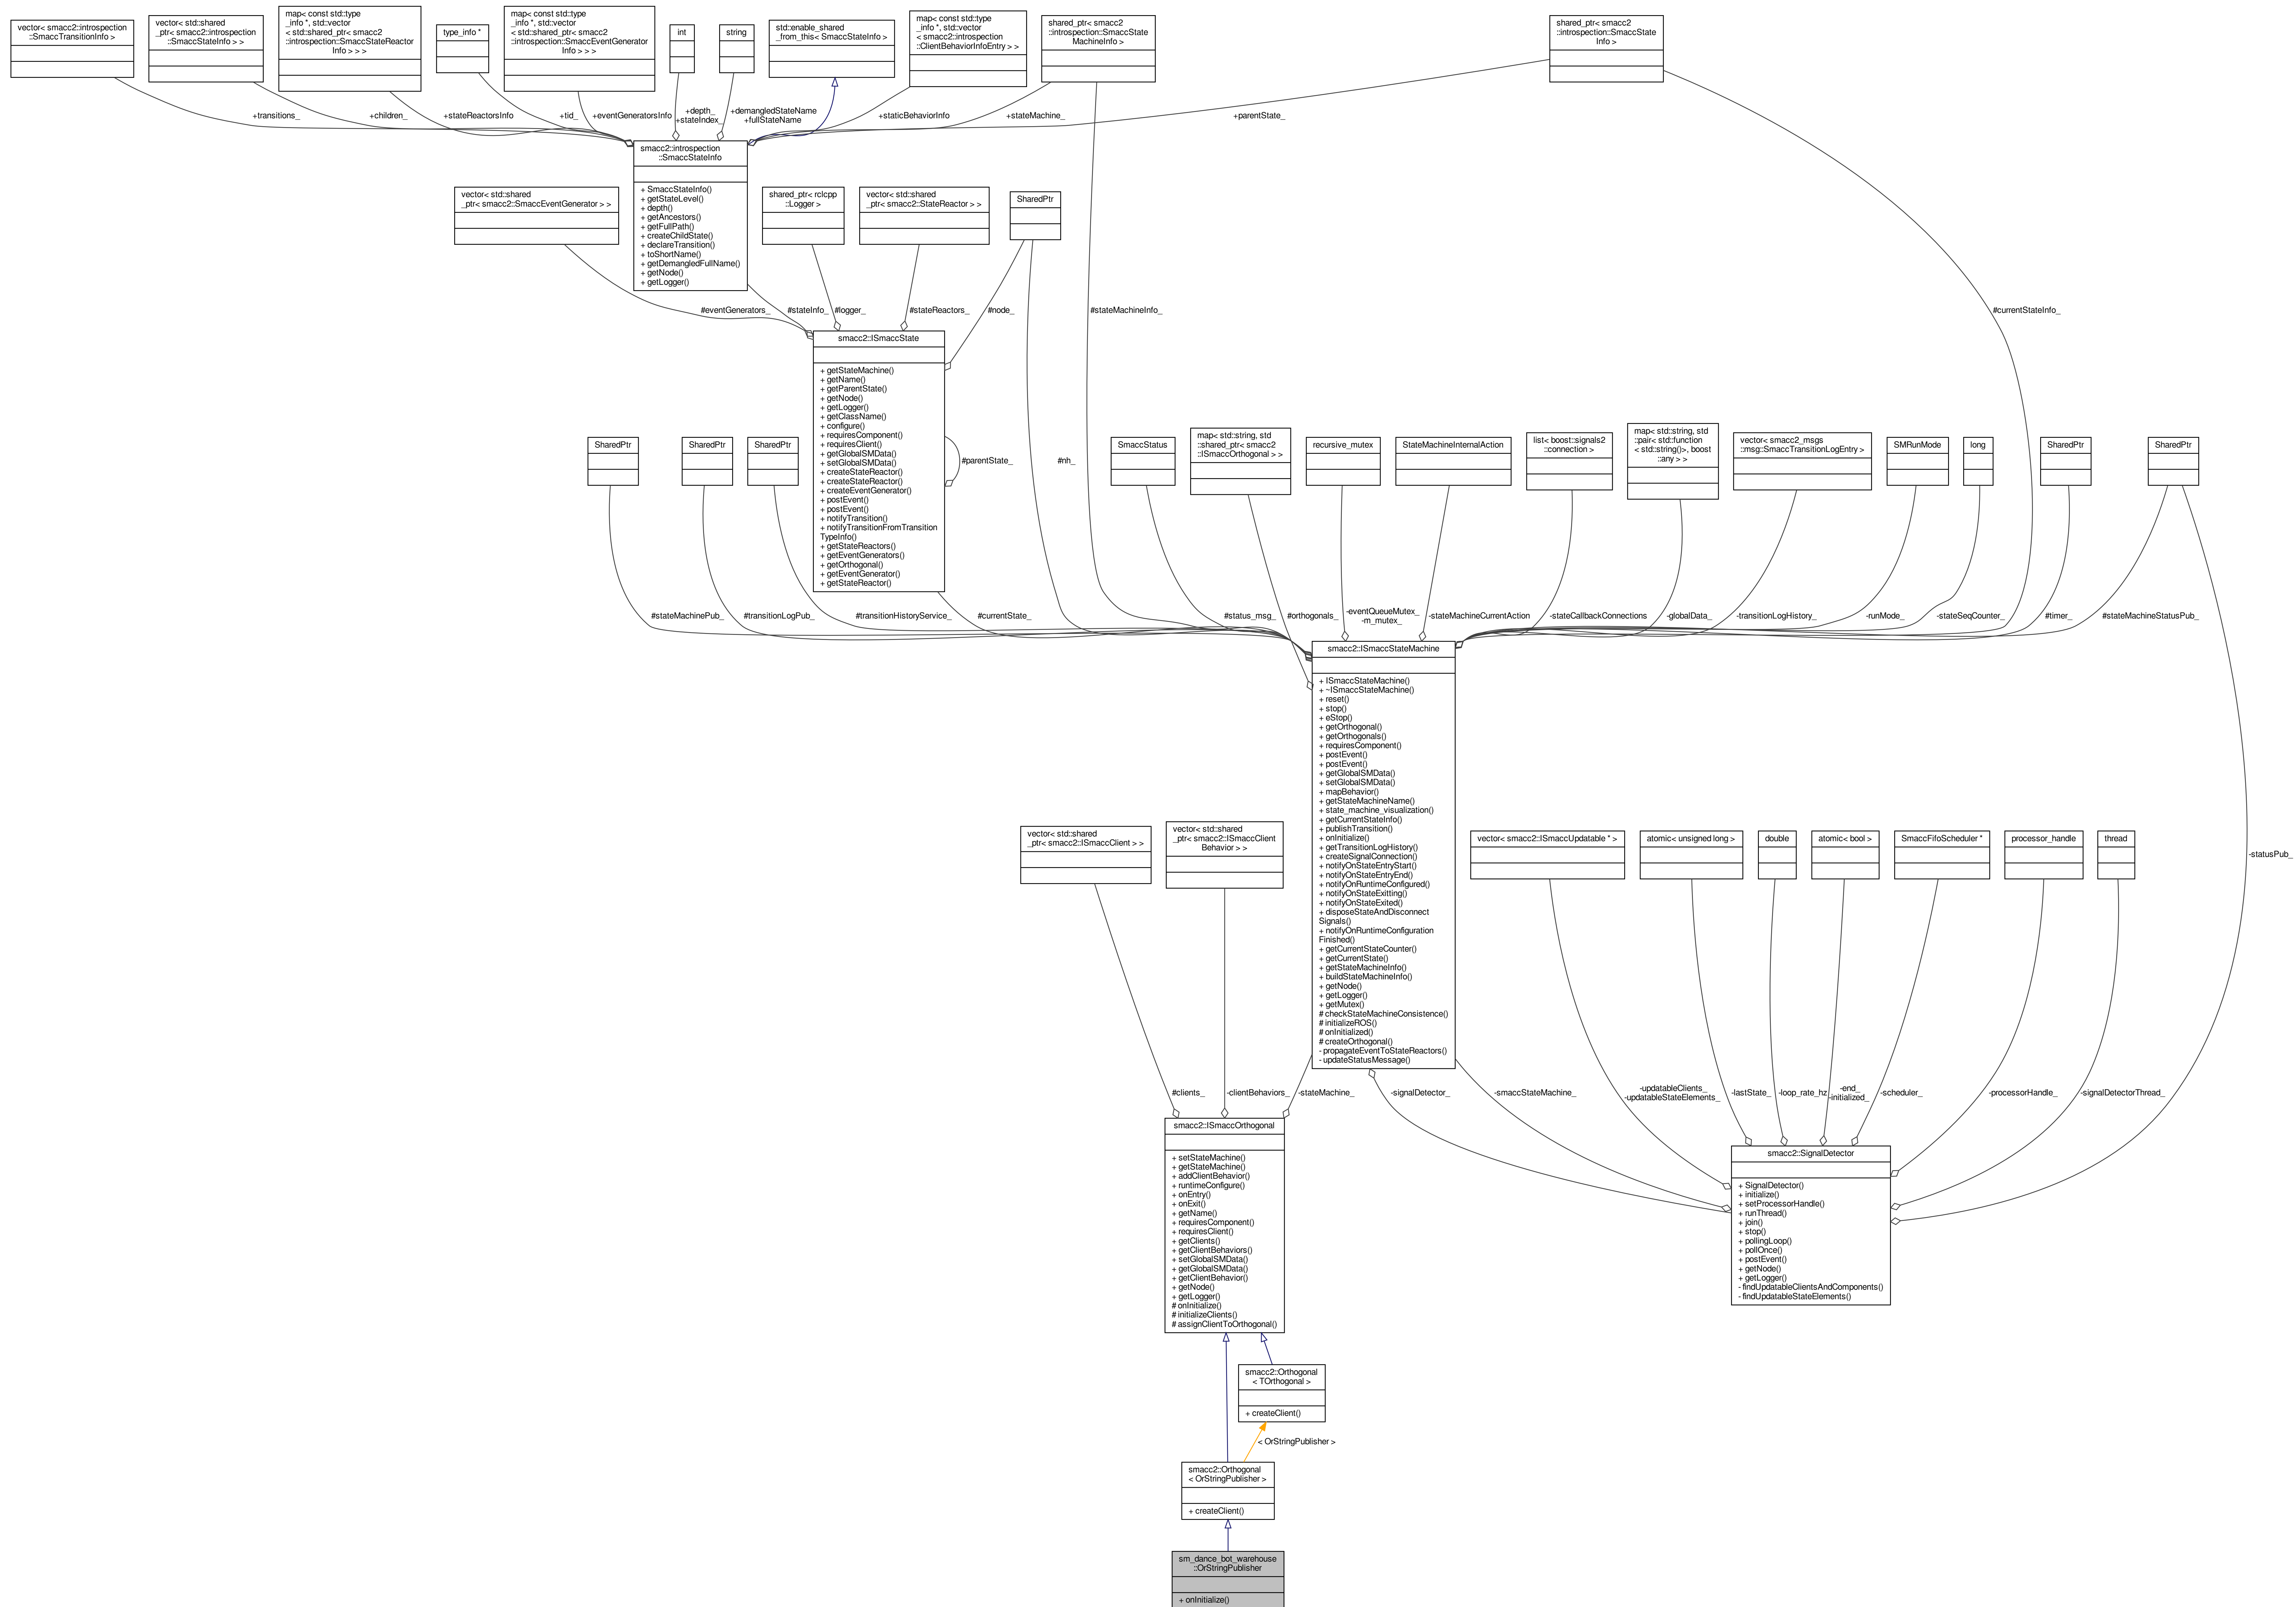 vector< smacc2::introspection
::SmaccTransitionInfo >
vector< std::shared
_ptr< smacc2::introspection
::SmaccStateInfo > >
map< const std::type
_info *, std::vector
< std::shared_ptr< smacc2
::introspection::SmaccStateReactor
Info > > >
type_info *
map< const std::type
_info *, std::vector
< std::shared_ptr< smacc2
::introspection::SmaccEventGenerator
Info > > >
int
string
std::enable_shared
_from_this< SmaccStateInfo >
map< const std::type
_info *, std::vector
< smacc2::introspection
::ClientBehaviorInfoEntry > >
shared_ptr< smacc2
::introspection::SmaccState
MachineInfo >
shared_ptr< smacc2
::introspection::SmaccState
Info >
+transitions_
+children_
+stateReactorsInfo
+tid_
+eventGeneratorsInfo
+depth_
+stateIndex_
+demangledStateName
+fullStateName
+staticBehaviorInfo
+stateMachine_
+parentState_
smacc2::introspection
::SmaccStateInfo
+ SmaccStateInfo()
+ getStateLevel()
+ depth()
+ getAncestors()
+ getFullPath()
+ createChildState()
+ declareTransition()
+ toShortName()
+ getDemangledFullName()
+ getNode()
+ getLogger()
vector< std::shared
_ptr< smacc2::SmaccEventGenerator > >
shared_ptr< rclcpp
::Logger >
vector< std::shared
_ptr< smacc2::StateReactor > >
SharedPtr
#eventGenerators_
#stateInfo_
#logger_
#stateReactors_
#node_
#stateMachineInfo_
#currentStateInfo_
smacc2::ISmaccState
+ getStateMachine()
+ getName()
+ getParentState()
+ getNode()
+ getLogger()
+ getClassName()
+ configure()
+ requiresComponent()
+ requiresClient()
+ getGlobalSMData()
+ setGlobalSMData()
+ createStateReactor()
+ createStateReactor()
+ createEventGenerator()
+ postEvent()
+ postEvent()
+ notifyTransition()
+ notifyTransitionFromTransition
TypeInfo()
+ getStateReactors()
+ getEventGenerators()
+ getOrthogonal()
+ getEventGenerator()
+ getStateReactor()
#parentState_
#nh_
SharedPtr
SharedPtr
SharedPtr
SmaccStatus
map< std::string, std
::shared_ptr< smacc2
::ISmaccOrthogonal > >
recursive_mutex
StateMachineInternalAction
list< boost::signals2
::connection >
map< std::string, std
::pair< std::function
< std::string()>, boost
::any > >
vector< smacc2_msgs
::msg::SmaccTransitionLogEntry >
SMRunMode
long
SharedPtr
SharedPtr
#stateMachinePub_
#transitionLogPub_
#transitionHistoryService_
#currentState_
#status_msg_
#orthogonals_
-eventQueueMutex_
-m_mutex_
-stateMachineCurrentAction
-stateCallbackConnections
-globalData_
-transitionLogHistory_
-runMode_
-stateSeqCounter_
#timer_
#stateMachineStatusPub_
smacc2::ISmaccStateMachine
+ ISmaccStateMachine()
+ ~ISmaccStateMachine()
+ reset()
+ stop()
+ eStop()
+ getOrthogonal()
+ getOrthogonals()
+ requiresComponent()
+ postEvent()
+ postEvent()
+ getGlobalSMData()
+ setGlobalSMData()
+ mapBehavior()
+ getStateMachineName()
+ state_machine_visualization()
+ getCurrentStateInfo()
+ publishTransition()
+ onInitialize()
+ getTransitionLogHistory()
+ createSignalConnection()
+ notifyOnStateEntryStart()
+ notifyOnStateEntryEnd()
+ notifyOnRuntimeConfigured()
+ notifyOnStateExitting()
+ notifyOnStateExited()
+ disposeStateAndDisconnect
Signals()
+ notifyOnRuntimeConfiguration
Finished()
+ getCurrentStateCounter()
+ getCurrentState()
+ getStateMachineInfo()
+ buildStateMachineInfo()
+ getNode()
+ getLogger()
+ getMutex()
# checkStateMachineConsistence()
# initializeROS()
# onInitialized()
# createOrthogonal()
- propagateEventToStateReactors()
- updateStatusMessage()
vector< std::shared
_ptr< smacc2::ISmaccClient > >
vector< std::shared
_ptr< smacc2::ISmaccClient
Behavior > >
vector< smacc2::ISmaccUpdatable * >
atomic< unsigned long >
double
atomic< bool >
SmaccFifoScheduler *
processor_handle
thread
-statusPub_
#clients_
-clientBehaviors_
-stateMachine_
-signalDetector_
-smaccStateMachine_
-updatableClients_
-updatableStateElements_
-lastState_
-loop_rate_hz
-end_
-initialized_
-scheduler_
-processorHandle_
-signalDetectorThread_
smacc2::ISmaccOrthogonal
+ setStateMachine()
+ getStateMachine()
+ addClientBehavior()
+ runtimeConfigure()
+ onEntry()
+ onExit()
+ getName()
+ requiresComponent()
+ requiresClient()
+ getClients()
+ getClientBehaviors()
+ setGlobalSMData()
+ getGlobalSMData()
+ getClientBehavior()
+ getNode()
+ getLogger()
# onInitialize()
# initializeClients()
# assignClientToOrthogonal()
smacc2::SignalDetector
+ SignalDetector()
+ initialize()
+ setProcessorHandle()
+ runThread()
+ join()
+ stop()
+ pollingLoop()
+ pollOnce()
+ postEvent()
+ getNode()
+ getLogger()
- findUpdatableClientsAndComponents()
- findUpdatableStateElements()
smacc2::Orthogonal
< TOrthogonal >
+ createClient()
< OrStringPublisher >
smacc2::Orthogonal
< OrStringPublisher >
+ createClient()
sm_dance_bot_warehouse
::OrStringPublisher
+ onInitialize()